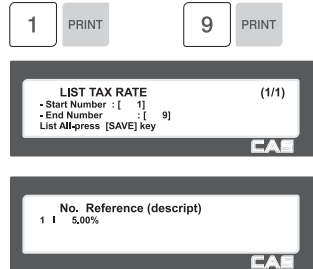 1 PRINT 9 PRINT
LIST TAX RATE (1/1)
- Start Number : [ 1]
- End Number : [ 9]
List All-press [SAVE] key
CAS
No. Reference (descript)
1 I 5.00%
CAS